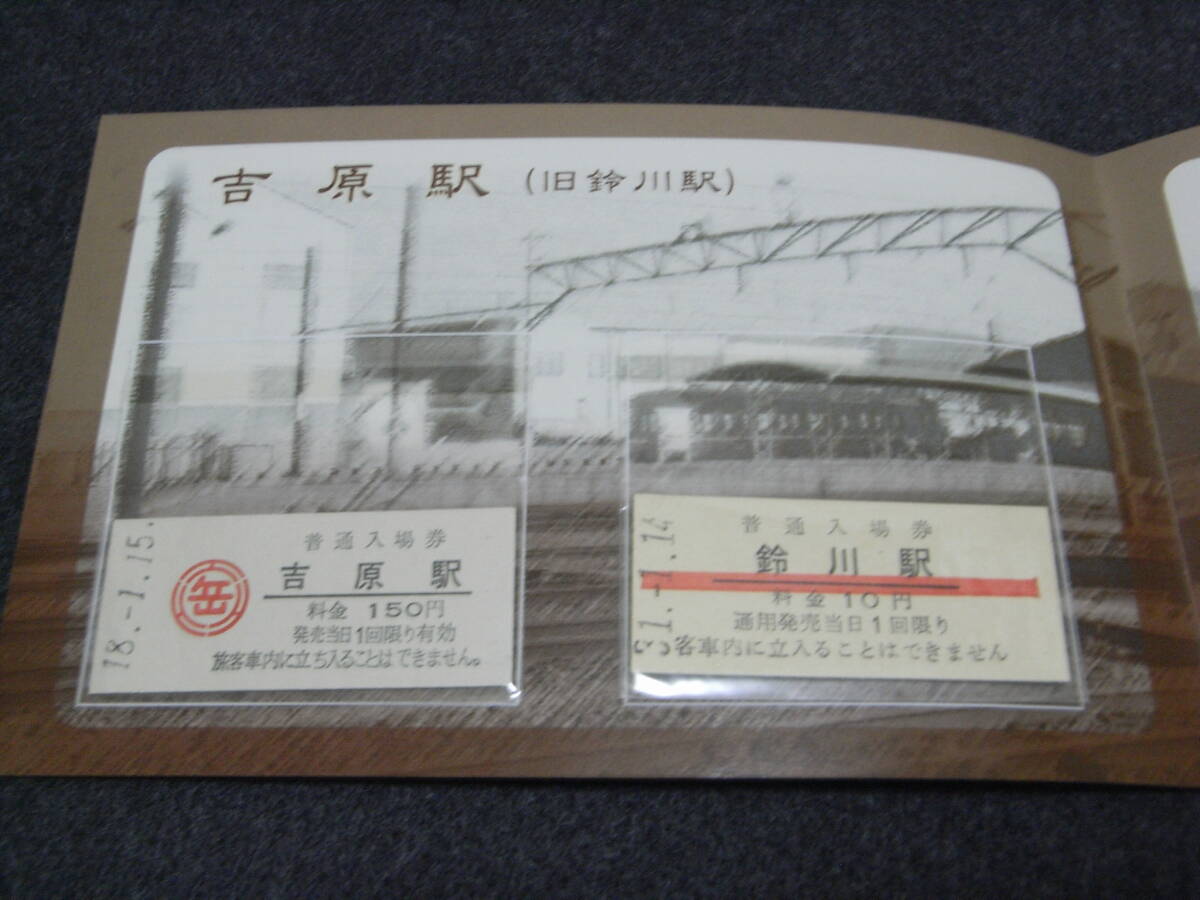 吉原駅(旧鈴川駅)
18.-1.15.
岳
普通入場券
吉原駅
料金 150円
発売当日1回限り有効
旅客車内に立ち入ることはできません。
普通入場券
鈴川駅
料金 10円
通用発売当日1回限り
客車内に立入ることはできません